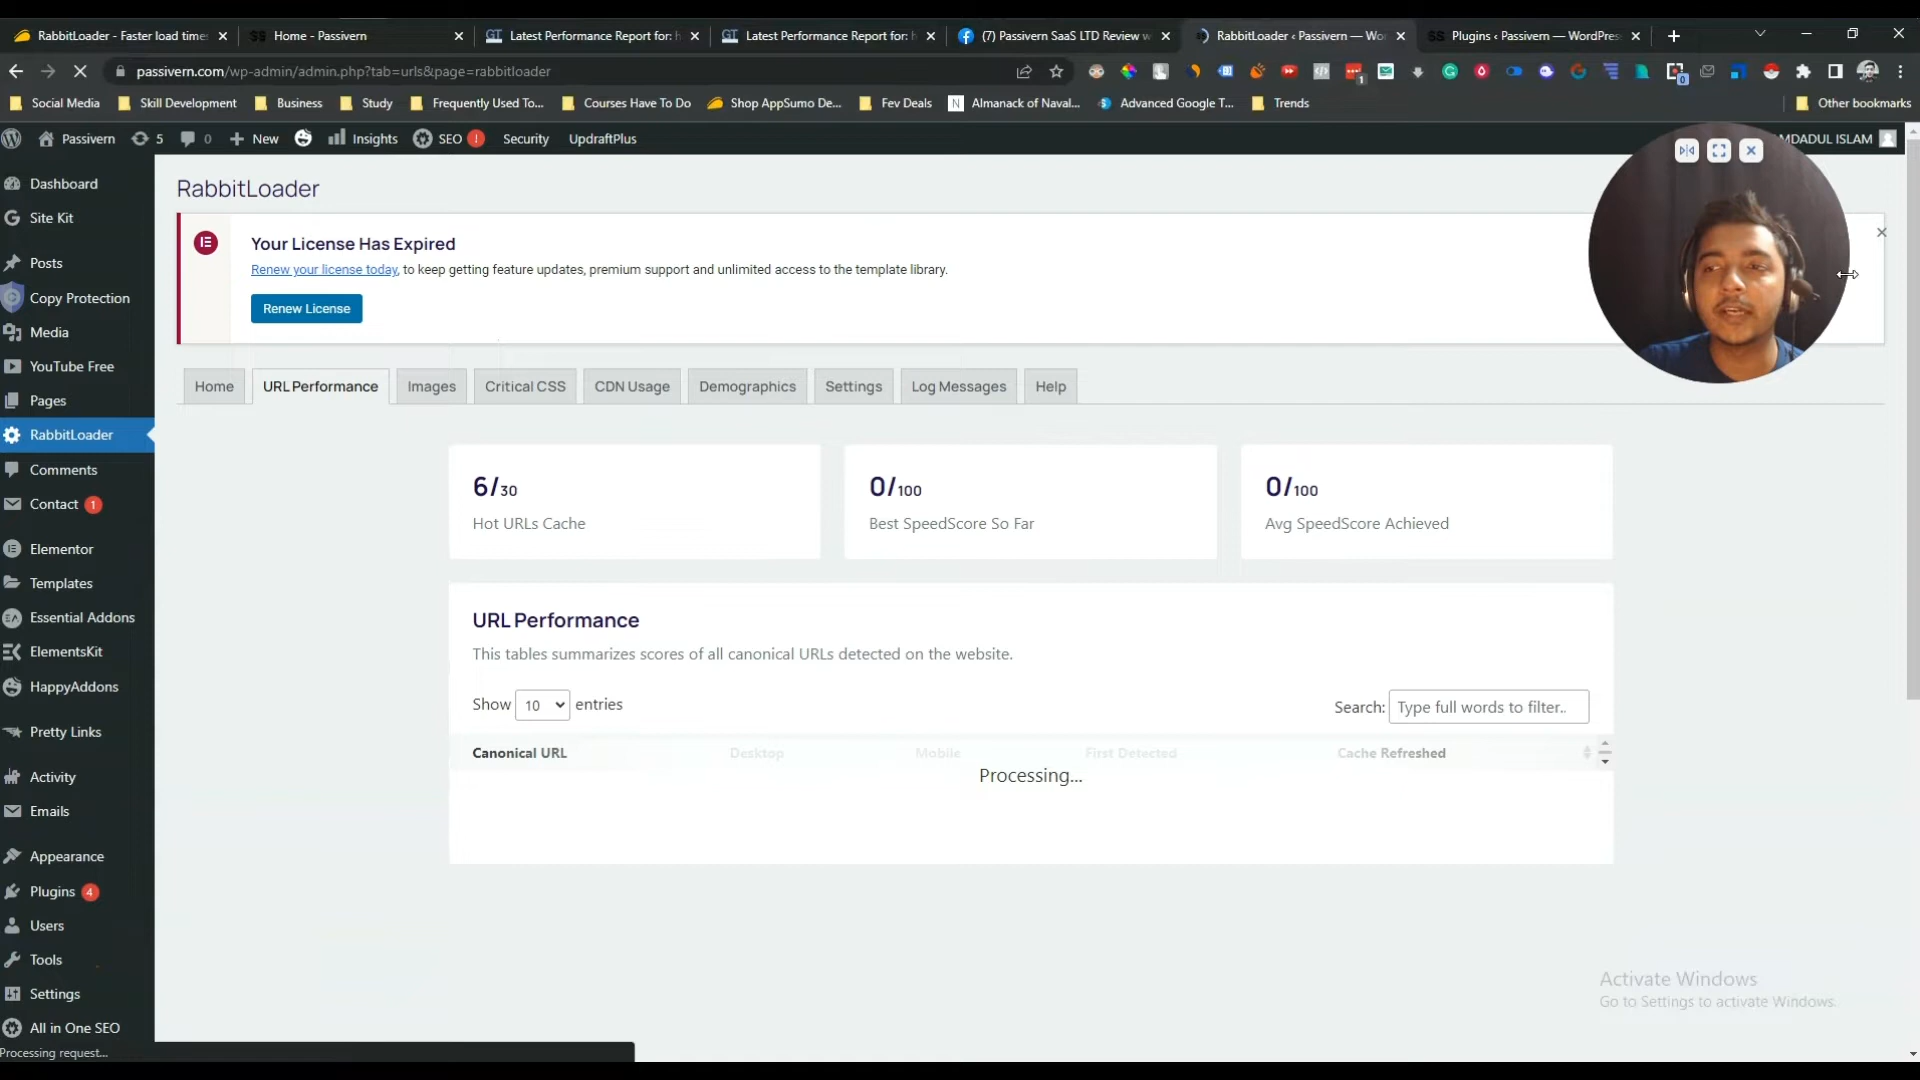 RabbitLoader - Faster load time
Home - Passivern
GT Latest Performance Report for: h
GT Latest Performance Report for: h
(7) Passivern SaaS LTD Review w
RabbitLoader ‹ Passivern — Wo
Plugins ‹ Passivern — WordPres
passivern.com/wp-admin/admin.php?tab=urls&page=rabbitloader
Social Media
Skill Development
Business
Study
Frequently Used To...
Courses Have To Do
Shop AppSumo De...
Fev Deals
Almanack of Naval...
Advanced Google T...
Trends
Other bookmarks
Passivern
5
0
New
Insights
SEO
Security
UpdraftPlus
MDADUL ISLAM
Dashboard
Site Kit
Posts
Copy Protection
Media
YouTube Free
Pages
RabbitLoader
Comments
Contact 1
Elementor
Templates
Essential Addons
ElementsKit
HappyAddons
Pretty Links
Activity
Emails
Appearance
Plugins 4
Users
Tools
Settings
All in One SEO
Processing request...
RabbitLoader
Your License Has Expired
Renew your license today, to keep getting feature updates, premium support and unlimited access to the template library.
Renew License
Home
URL Performance
Images
Critical CSS
CDN Usage
Demographics
Settings
Log Messages
Help
6/30
Hot URLs Cache
0/100
Best SpeedScore So Far
0/100
Avg SpeedScore Achieved
URL Performance
This tables summarizes scores of all canonical URLs detected on the website.
Show 10 entries
Search: Type full words to filter..
Canonical URL
Desktop
Mobile
First Detected
Cache Refreshed
Processing...
Activate Windows
Go to Settings to activate Windows.